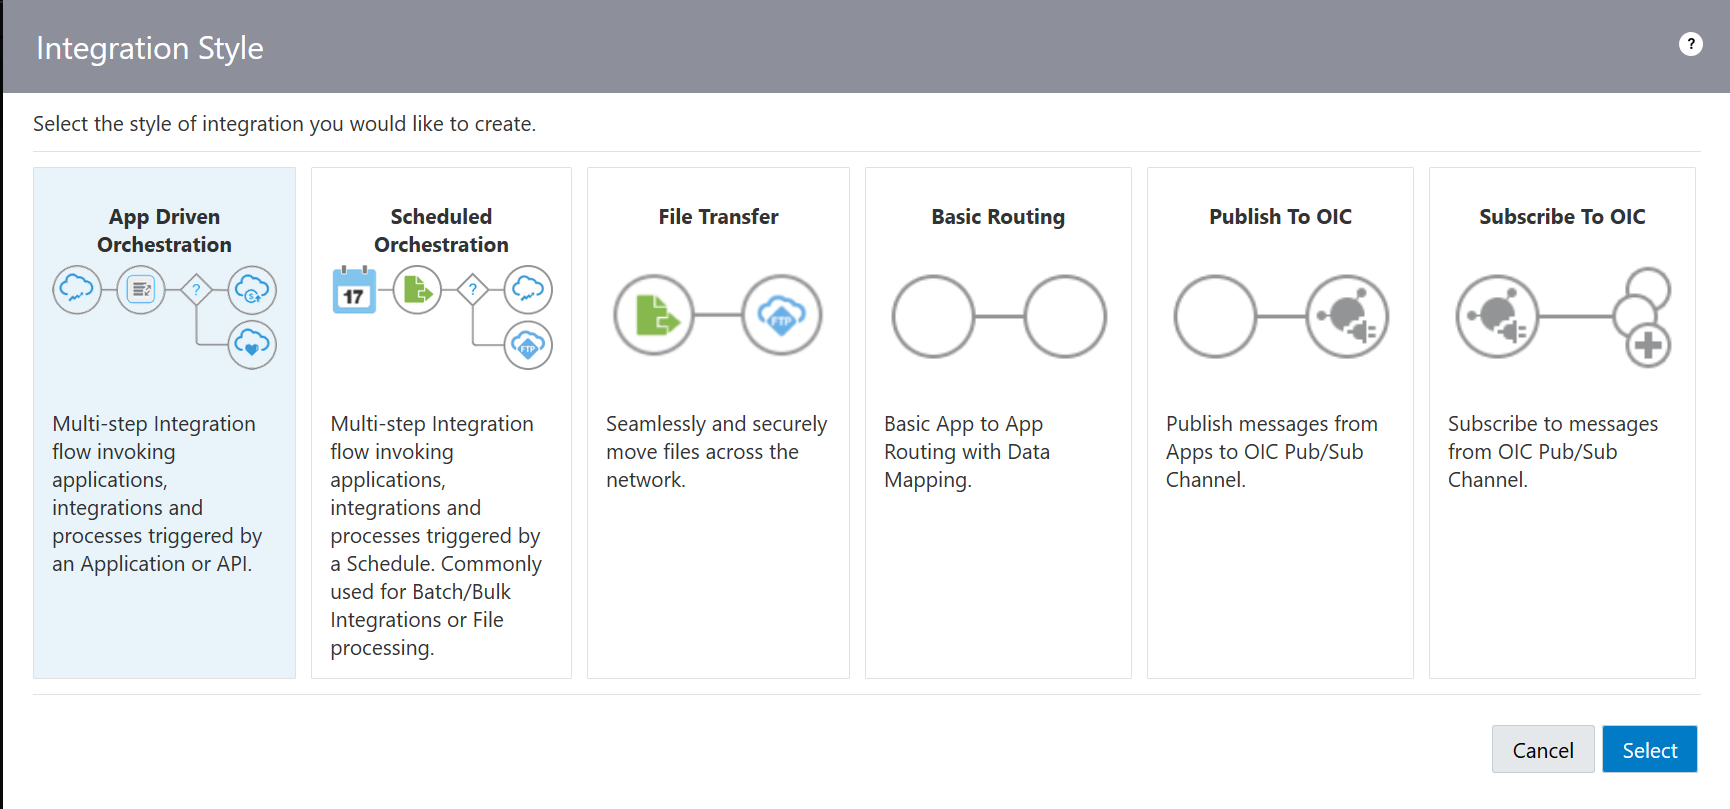 Integration Style
?
Select the style of integration you would like to create.
App Driven
Orchestration
?
$
Multi-step Integration
flow invoking
applications,
integrations and
processes triggered by
an Application or API.
Scheduled
Orchestration
17
?
FTP
Multi-step Integration
flow invoking
applications,
integrations and
processes triggered by
a Schedule. Commonly
used for Batch/Bulk
Integrations or File
processing.
File Transfer
FTP
Seamlessly and securely
move files across the
network.
Basic Routing
Basic App to App
Routing with Data
Mapping.
Publish To OIC
Publish messages from
Apps to OIC Pub/Sub
Channel.
Subscribe To OIC
Subscribe to messages
from OIC Pub/Sub
Channel.
Cancel
Select